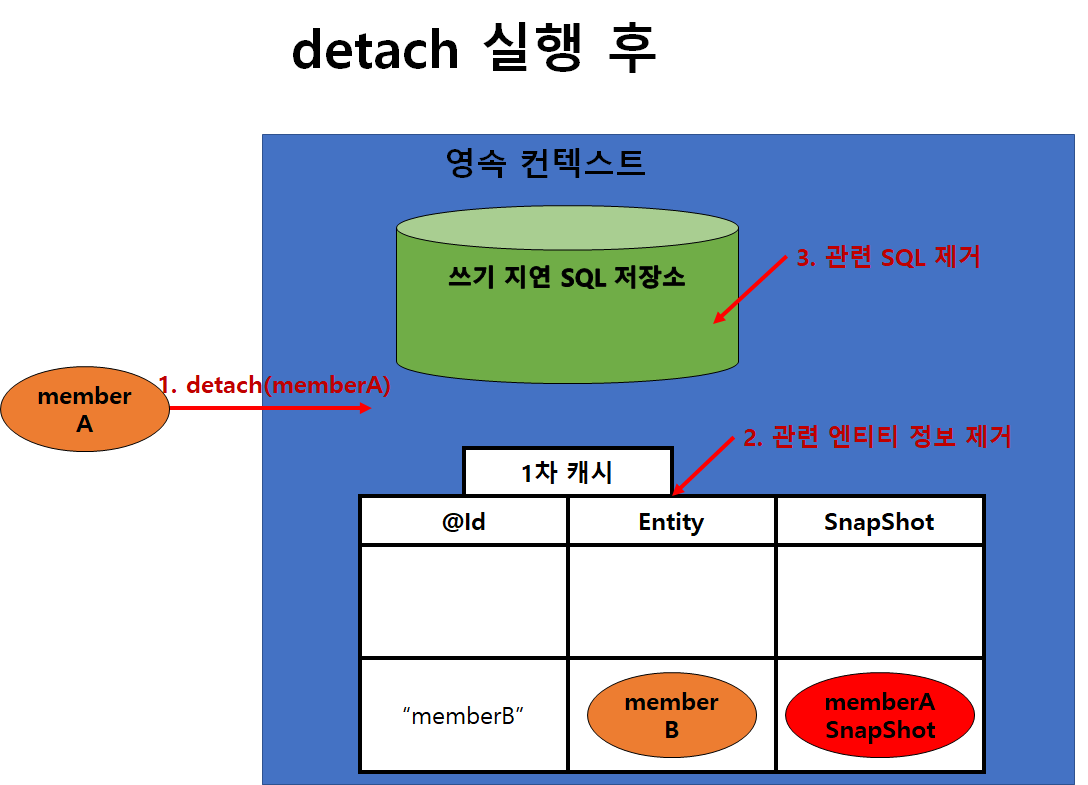 detach 실행 후
영속 컨텍스트
쓰기 지연 SQL 저장소
3. 관련 SQL 제거
member
A
1. detach(memberA)
2. 관련 엔티티 정보 제거
1차 캐시
@Id
Entity
SnapShot
“memberB”
member
B
memberA
SnapShot